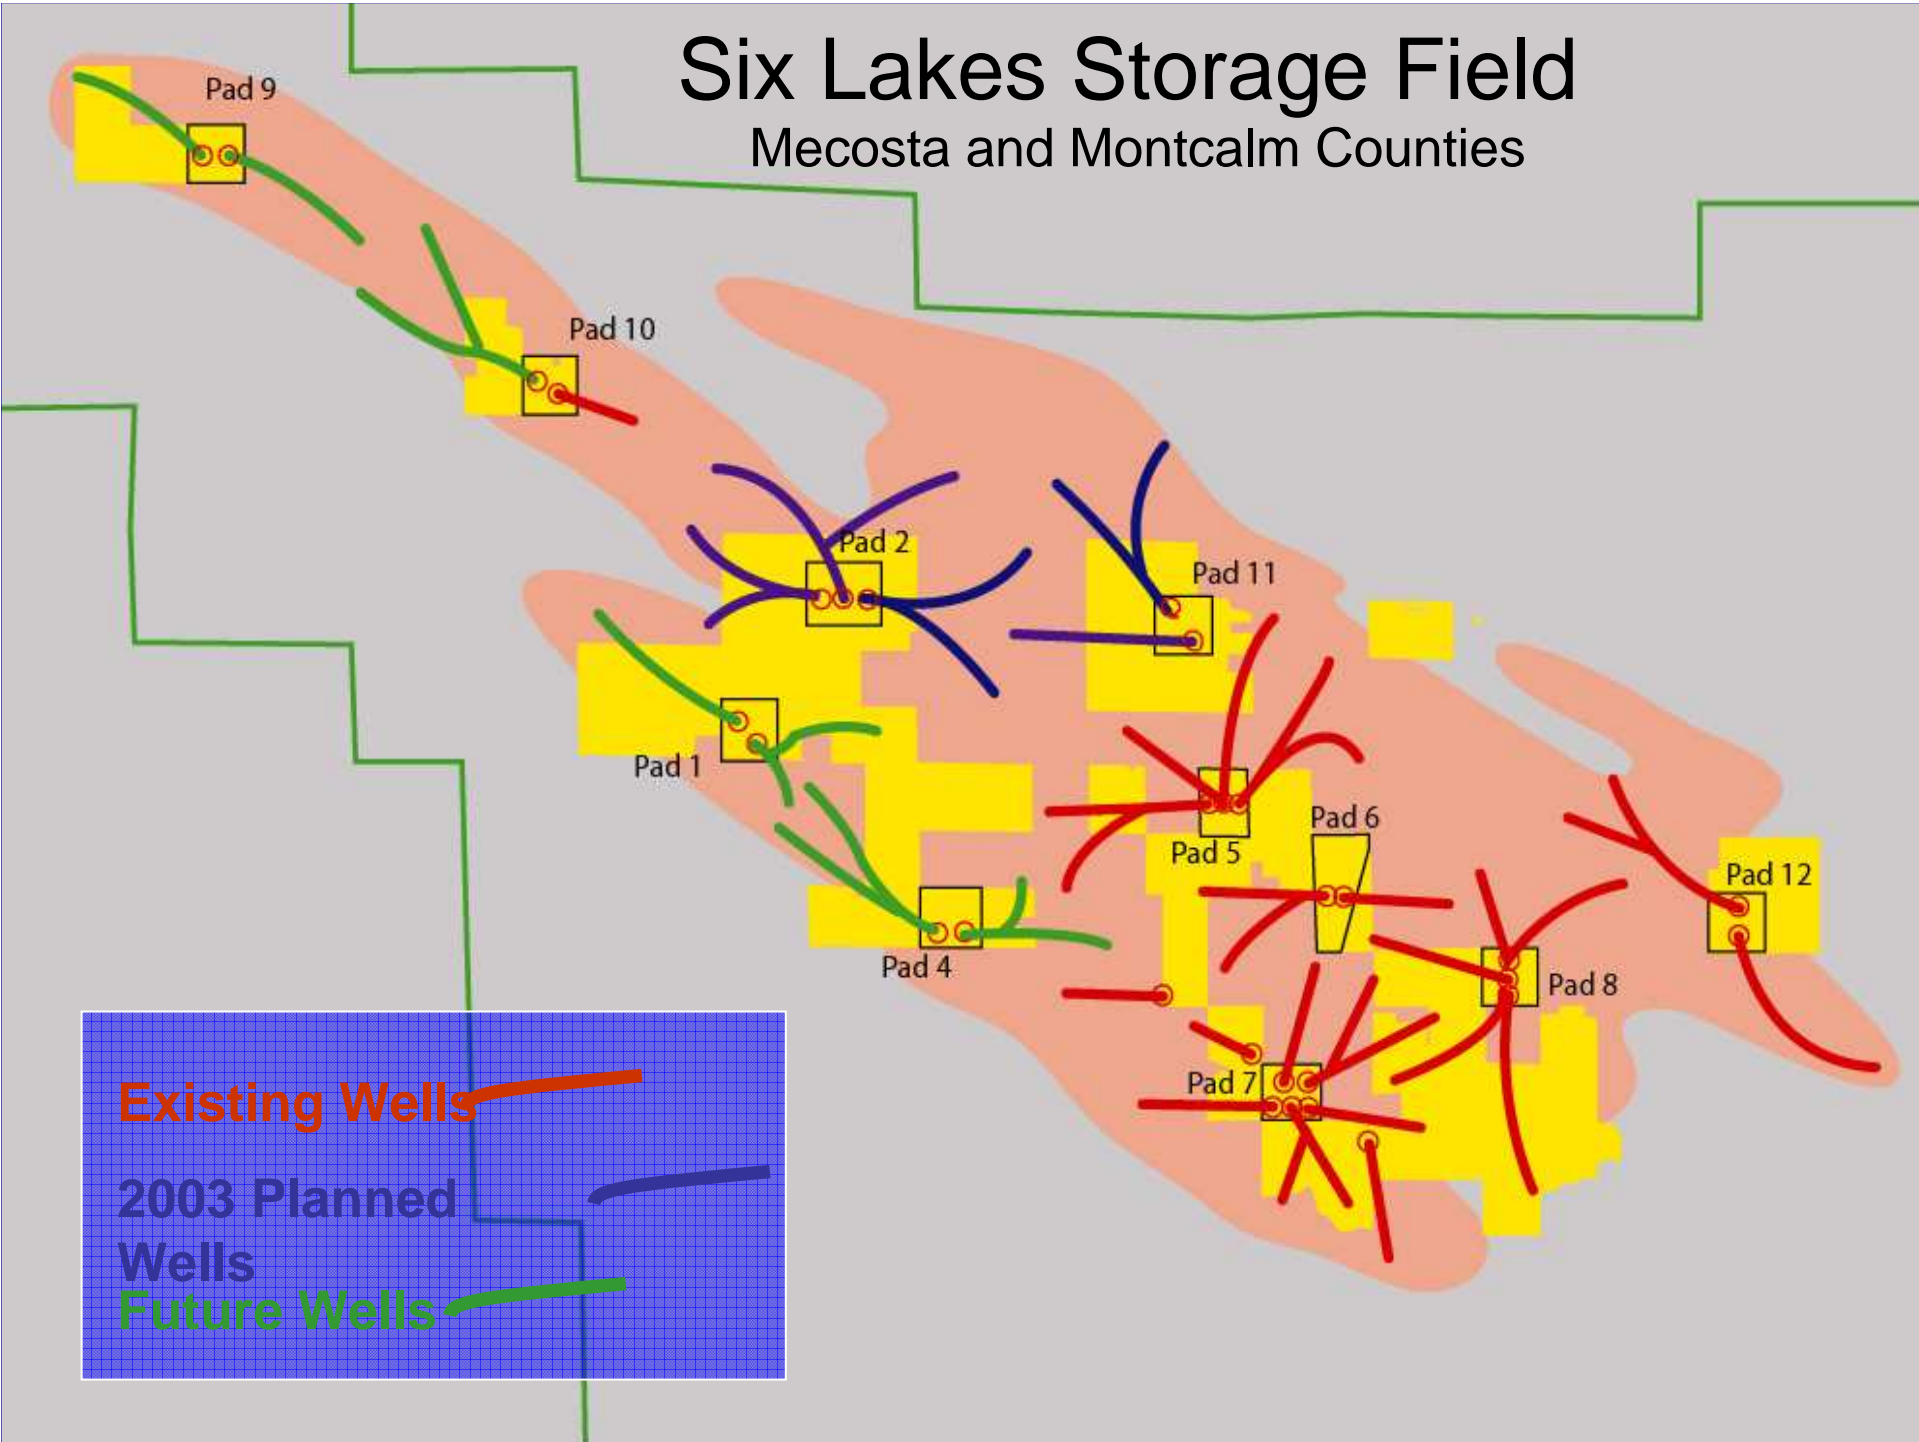 Six Lakes Storage Field
Mecosta and Montcalm Counties
Pad 9
Pad 10
Pad 2
Pad 11
Pad 1
Pad 6
Pad 5
Pad 12
Pad 4
Pad 8
Pad 7
Existing Wells
2003 Planned
Wells
Future Wells